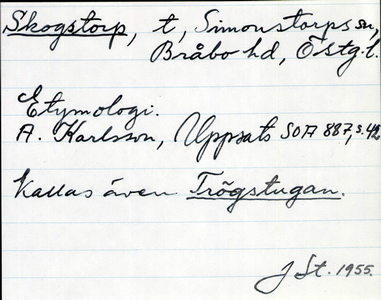 Skogstorp, t, Simonstorps sn,
Bråbo hd, Östg.l.
Etymologi.
A. Karlsson, Uppsats SOA 887, s.42
Kallas även Trögstugan.
J St. 1955.